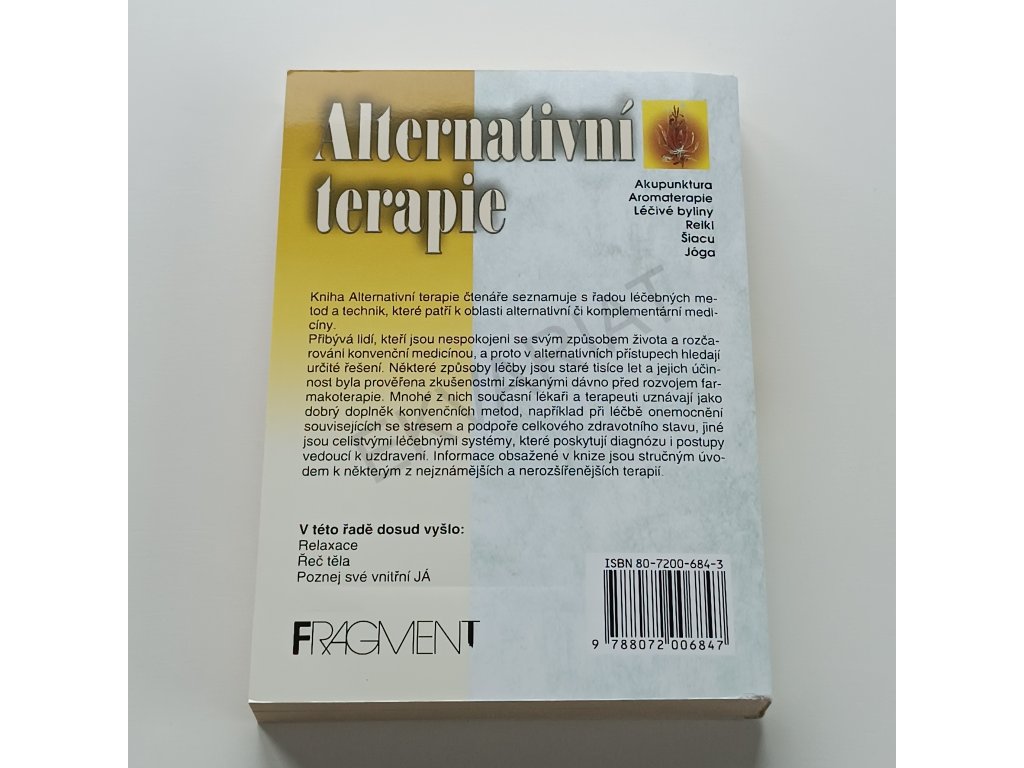 Alternativní
terapie
Akupunktura
Aromaterapie
Léčivé byliny
Reiki
Šiacu
Jóga
Kniha Alternativní terapie čtenáře seznamuje s řadou léčebných me-
tod a technik, které patří k oblasti alternativní či komplementární medi-
cíny.
Přibývá lidí, kteří jsou nespokojeni se svým způsobem života a rozča-
rování konvenční medicínou, a proto v alternativních přístupech hledají
určité řešení. Některé způsoby léčby jsou staré tisíce let a jejich účin-
nost byla prověřena zkušenostmi získanými dávno před rozvojem far-
makoterapie. Mnohé z nich současní lékaři a terapeuti uznávají jako
dobrý doplněk konvenčních metod, například při léčbě onemocnění
souvisejících se stresem a podpoře celkového zdravotního stavu, jiné
jsou celistvými léčebnými systémy, které poskytují diagnózu i postupy
vedoucí k uzdravení. Informace obsažené v knize jsou stručným úvo-
dem k některým z nejznámějších a nerozšířenějších terapií.
V této řadě dosud vyšlo:
Relaxace
Řeč těla
Poznej své vnitřní JÁ
FRAGMENT
ISBN 80-7200-684-3
9 788072 006847